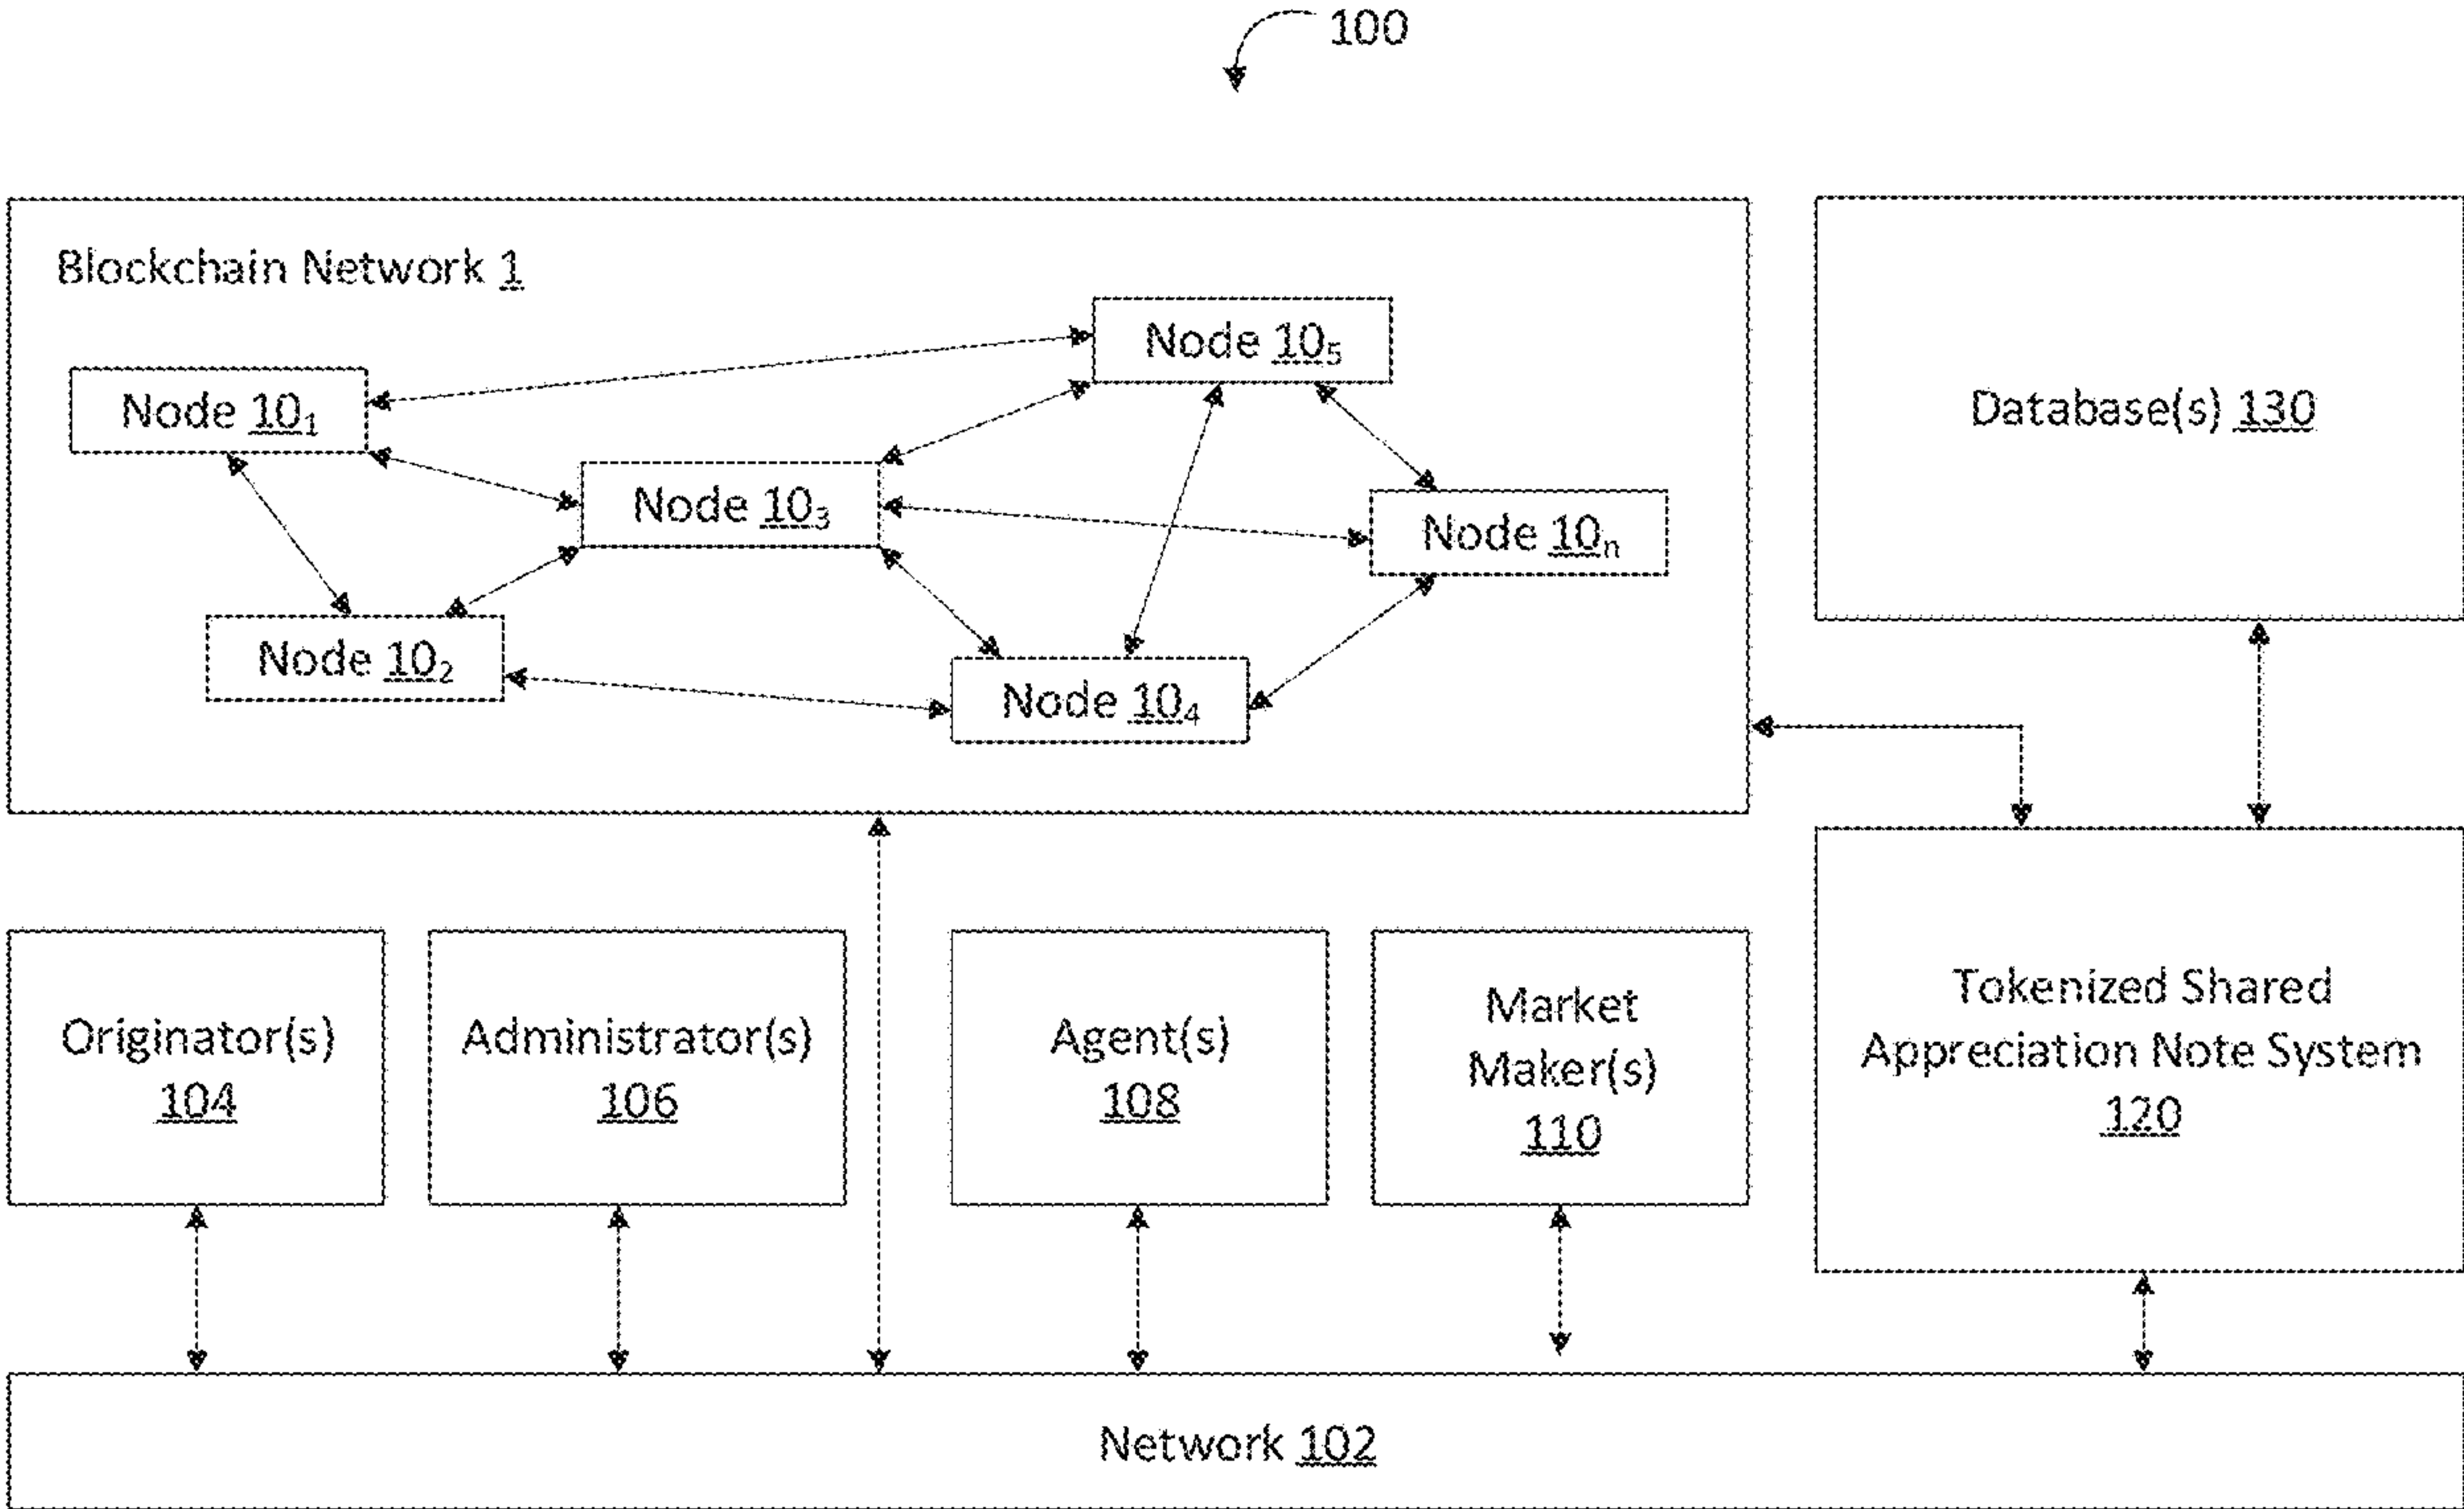 100
Blockchain Network 1
Node 10₅
Node 10₁
Node 10₃
Node 10ₙ
Node 10₂
Node 10₄
Database(s) 130
Originator(s)
104
Administrator(s)
106
Agent(s)
108
Market
Maker(s)
110
Tokenized Shared
Appreciation Note System
120
Network 102